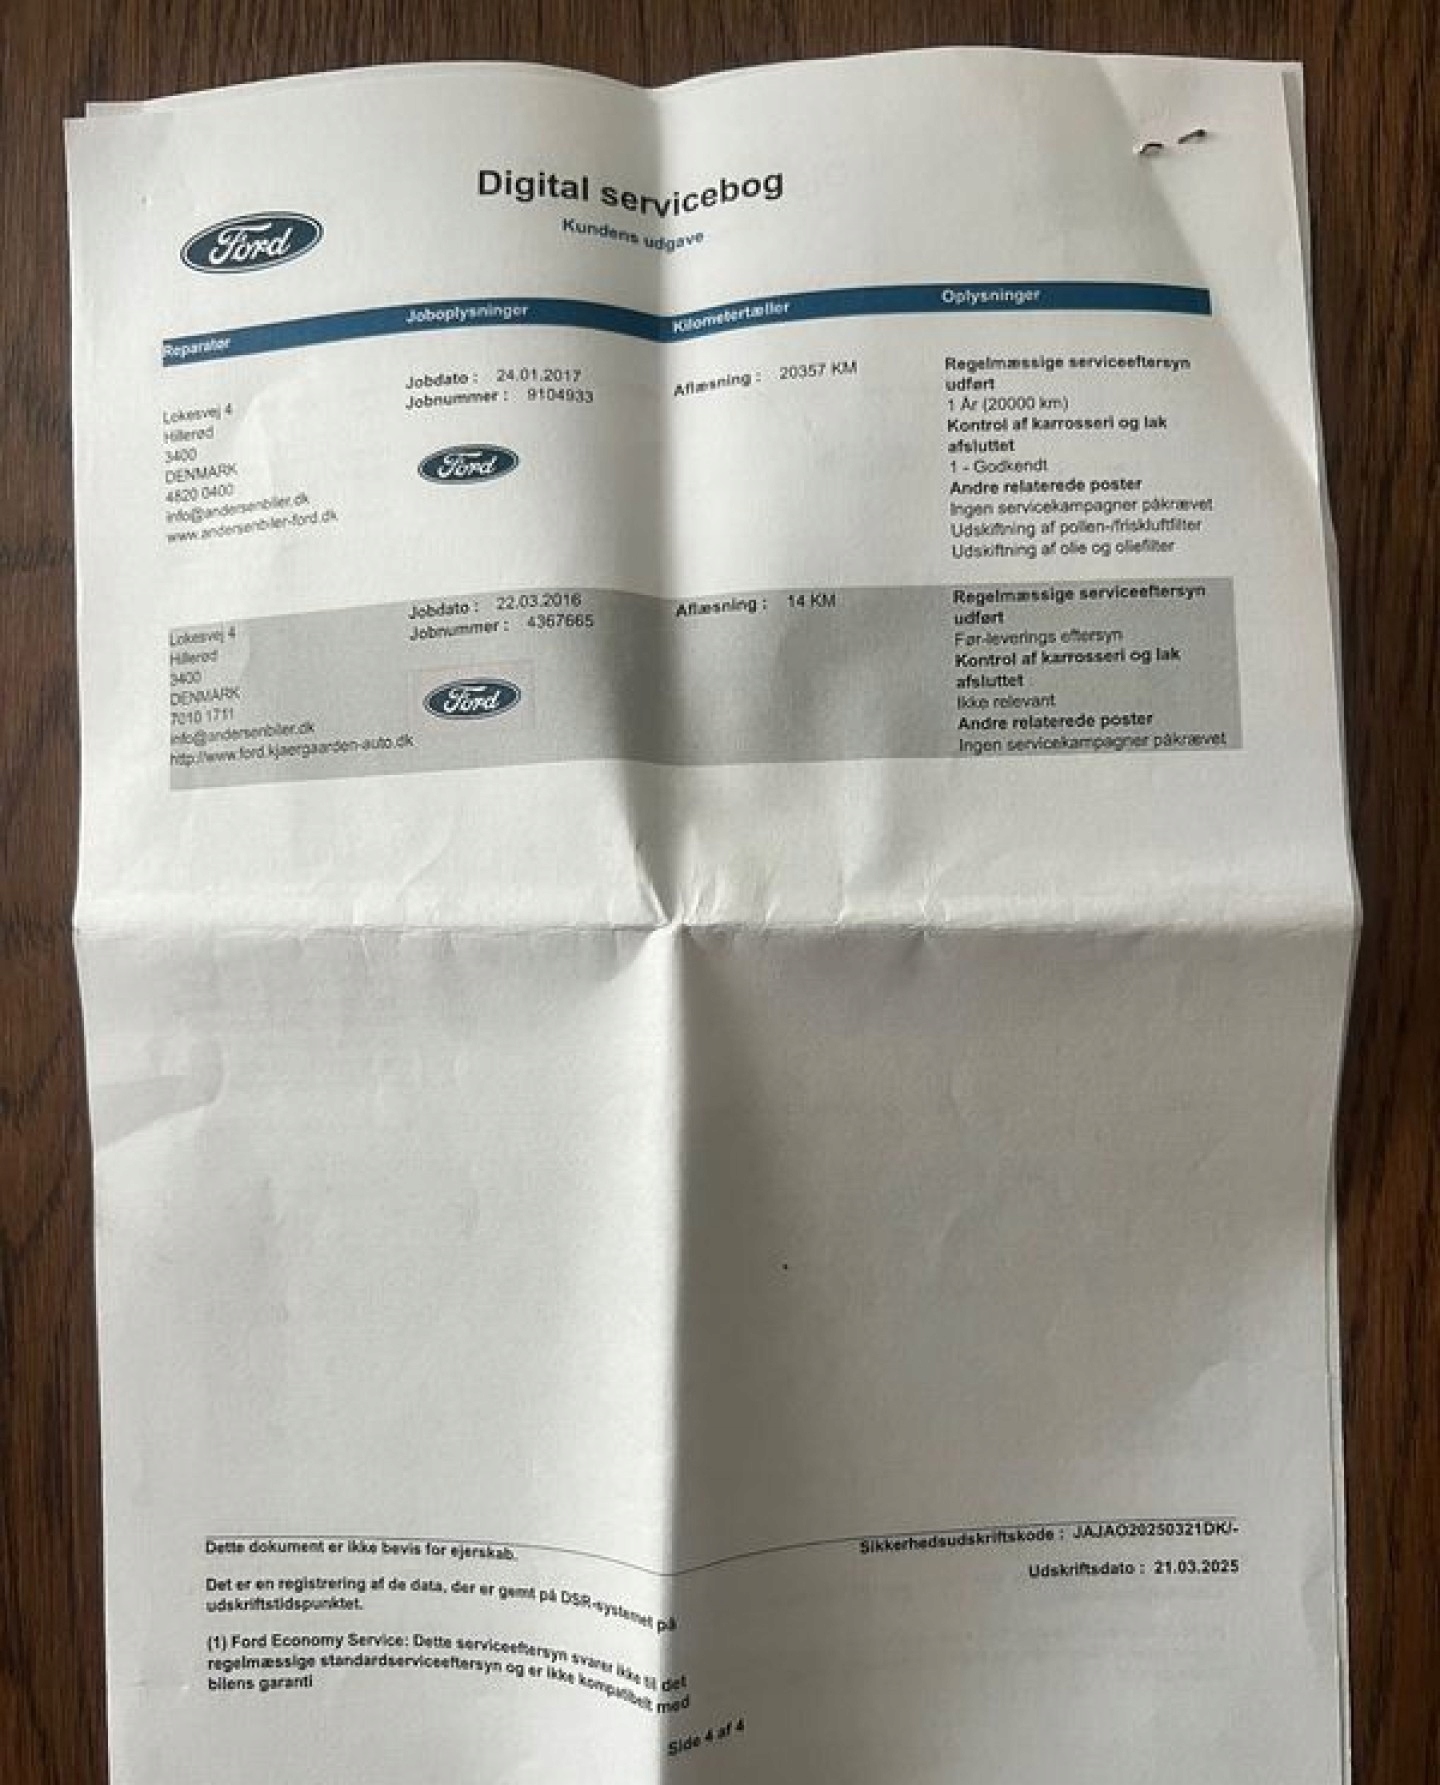 Digital servicebog
Kundens udgave
Ford
Reparatør Joboplysninger Kilometertæller Oplysninger
Lokesvej 4
Hillerød
3400
DENMARK
4820 0400
info@andersenbiler.dk
www.andersenbiler-ford.dk
Jobdato : 24.01.2017
Jobnummer : 9104933
Ford
Aflæsning : 20357 KM
Regelmæssige serviceeftersyn
udført
1 År (20000 km)
Kontrol af karrosseri og lak
afsluttet
1 - Godkendt
Andre relaterede poster
Ingen servicekampagner påkrævet
Udskiftning af pollen-/friskluftfilter
Udskiftning af olie og oliefilter
Lokesvej 4
Hillerød
3400
DENMARK
7010 1711
info@andersenbiler.dk
http://www.ford.kjaergaarden-auto.dk
Jobdato : 22.03.2016
Jobnummer : 4367665
Ford
Aflæsning : 14 KM
Regelmæssige serviceeftersyn
udført
Før-leverings eftersyn
Kontrol af karrosseri og lak
afsluttet
Ikke relevant
Andre relaterede poster
Ingen servicekampagner påkrævet
Dette dokument er ikke bevis for ejerskab.
Det er en registrering af de data, der er gemt på DSR-systemet på
udskriftstidspunktet.
(1) Ford Economy Service: Dette serviceeftersyn svarer ikke til det
regelmæssige standardserviceeftersyn og er ikke kompatibelt med
bilens garanti
Sikkerhedsudskriftskode : JAJAO20250321DK/-
Udskriftsdato : 21.03.2025
Side 4 af 4